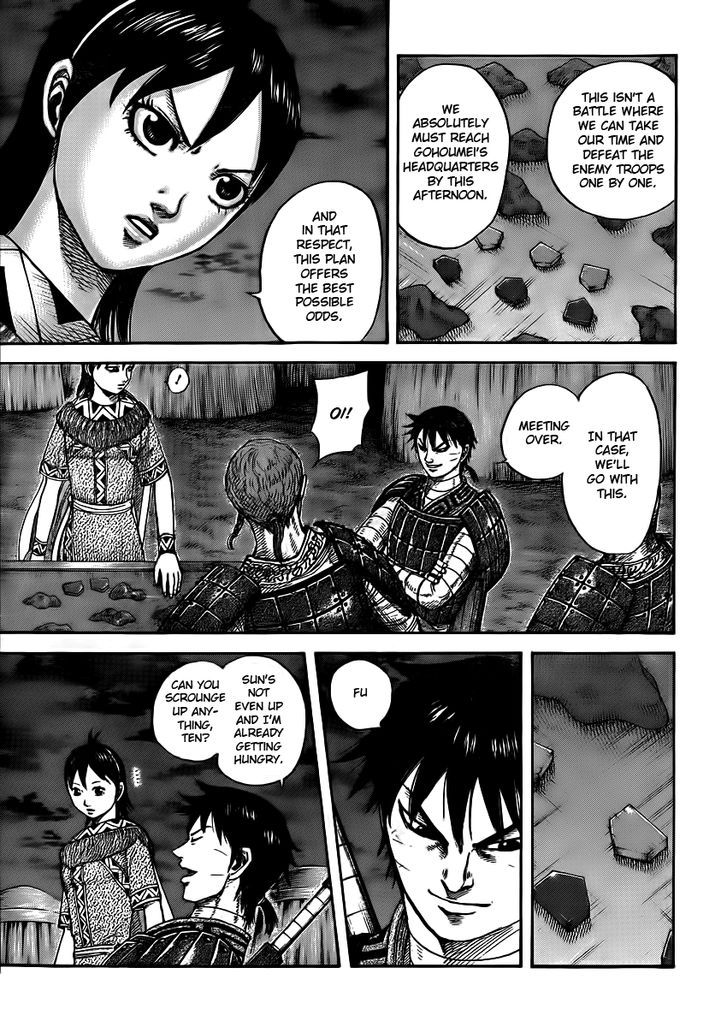 THIS ISN'T A
BATTLE WHERE
WE CAN TAKE
OUR TIME AND
DEFEAT THE
ENEMY TROOPS
ONE BY ONE.
WE
ABSOLUTELY
MUST REACH
GOHOUMEI'S
HEADQUARTERS
BY THIS
AFTERNOON.
AND
IN THAT
RESPECT,
THIS PLAN
OFFERS
THE BEST
POSSIBLE
ODDS.
IN THAT
CASE,
WE'LL
GO WITH
THIS.
MEETING
OVER.
OI!
!
FU
SUN'S
NOT
EVEN UP
AND I'M
ALREADY
GETTING
HUNGRY.
CAN YOU
SCROUNGE
UP ANY-
THING,
TEN?